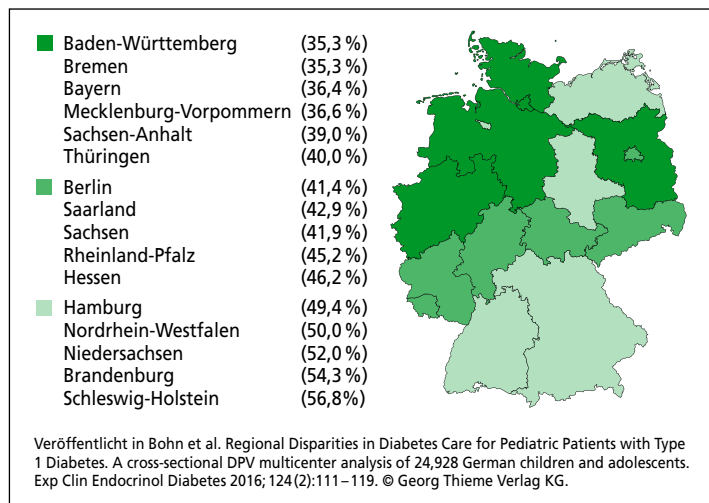 Baden-Württemberg (35,3 %)
Bremen (35,3 %)
Bayern (36,4 %)
Mecklenburg-Vorpommern (36,6 %)
Sachsen-Anhalt (39,0 %)
Thüringen (40,0 %)
Berlin (41,4 %)
Saarland (42,9 %)
Sachsen (41,9 %)
Rheinland-Pfalz (45,2 %)
Hessen (46,2 %)
Hamburg (49,4 %)
Nordrhein-Westfalen (50,0 %)
Niedersachsen (52,0 %)
Brandenburg (54,3 %)
Schleswig-Holstein (56,8%)
Veröffentlicht in Bohn et al. Regional Disparities in Diabetes Care for Pediatric Patients with Type
1 Diabetes. A cross-sectional DPV multicenter analysis of 24,928 German children and adolescents.
Exp Clin Endocrinol Diabetes 2016; 124 (2):111–119. © Georg Thieme Verlag KG.